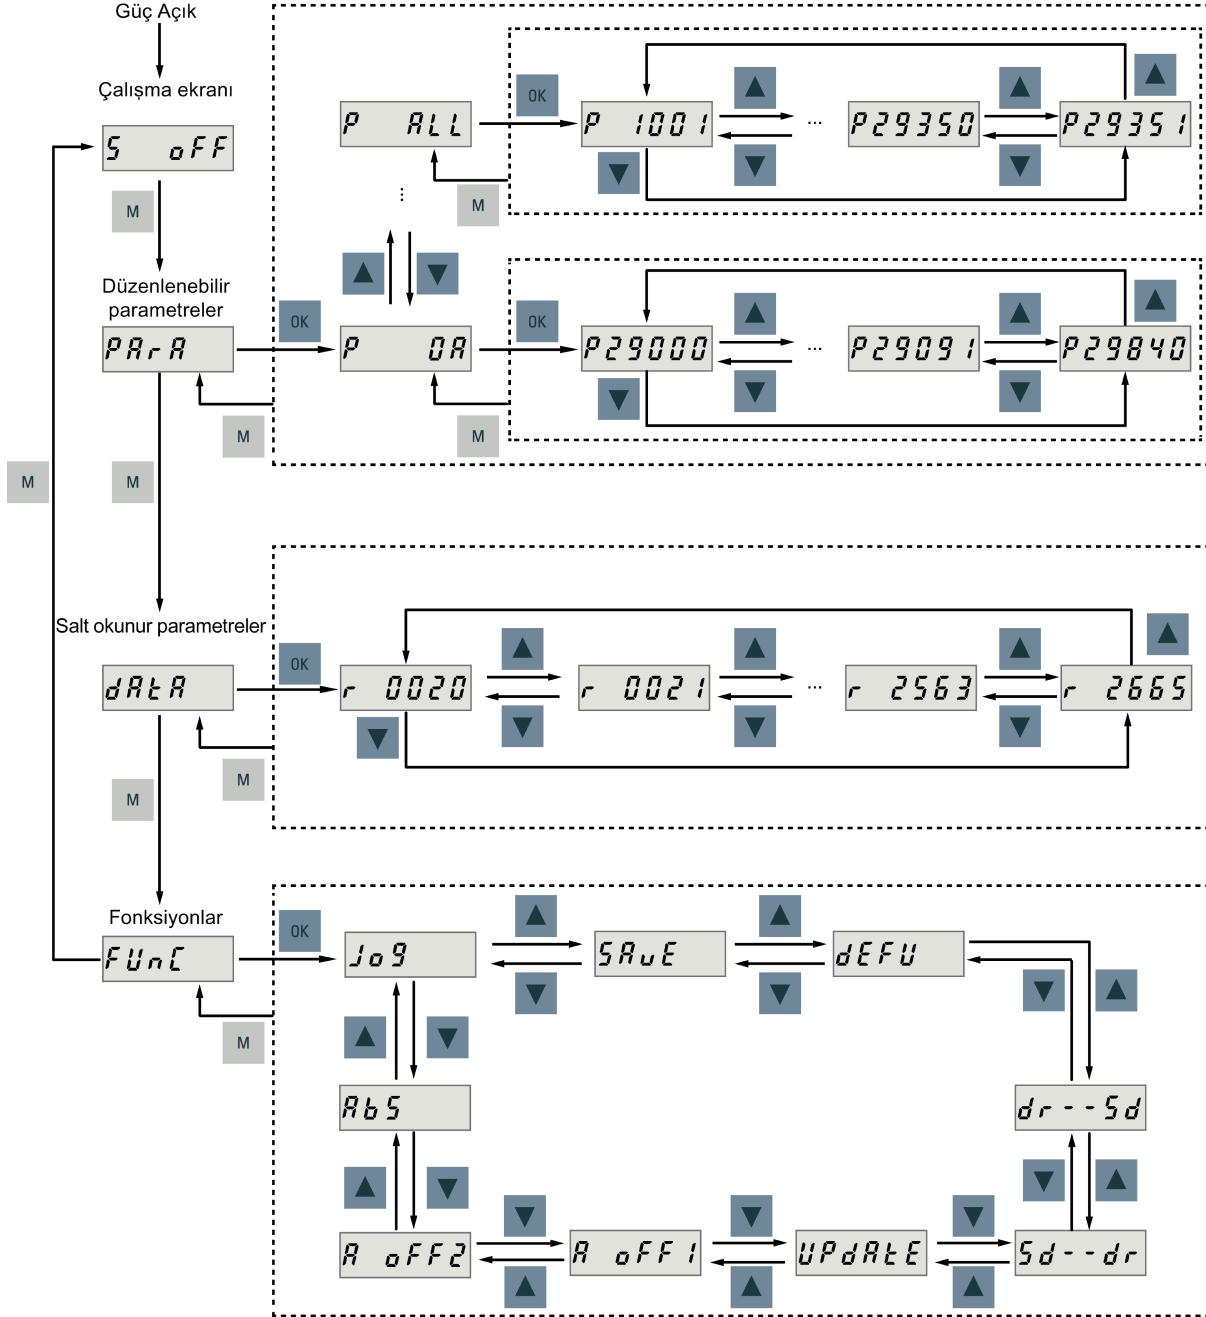 Güç Açık
Çalışma ekranı
S oFF
M
Düzenlenebilir
parametreler
PArA
OK
M
P ALL
OK
P 1001
...
P29350
P29351
M
...
P 0A
OK
P29000
...
P29091
P29840
M
M
M
Salt okunur parametreler
dAtA
OK
r 0020
r 0021
...
r 2563
r 2665
M
M
Fonksiyonlar
FUnC
OK
Jog
SAvE
dEFU
M
AbS
dr--Sd
A oFF2
A oFF1
UPdAtE
Sd--dr